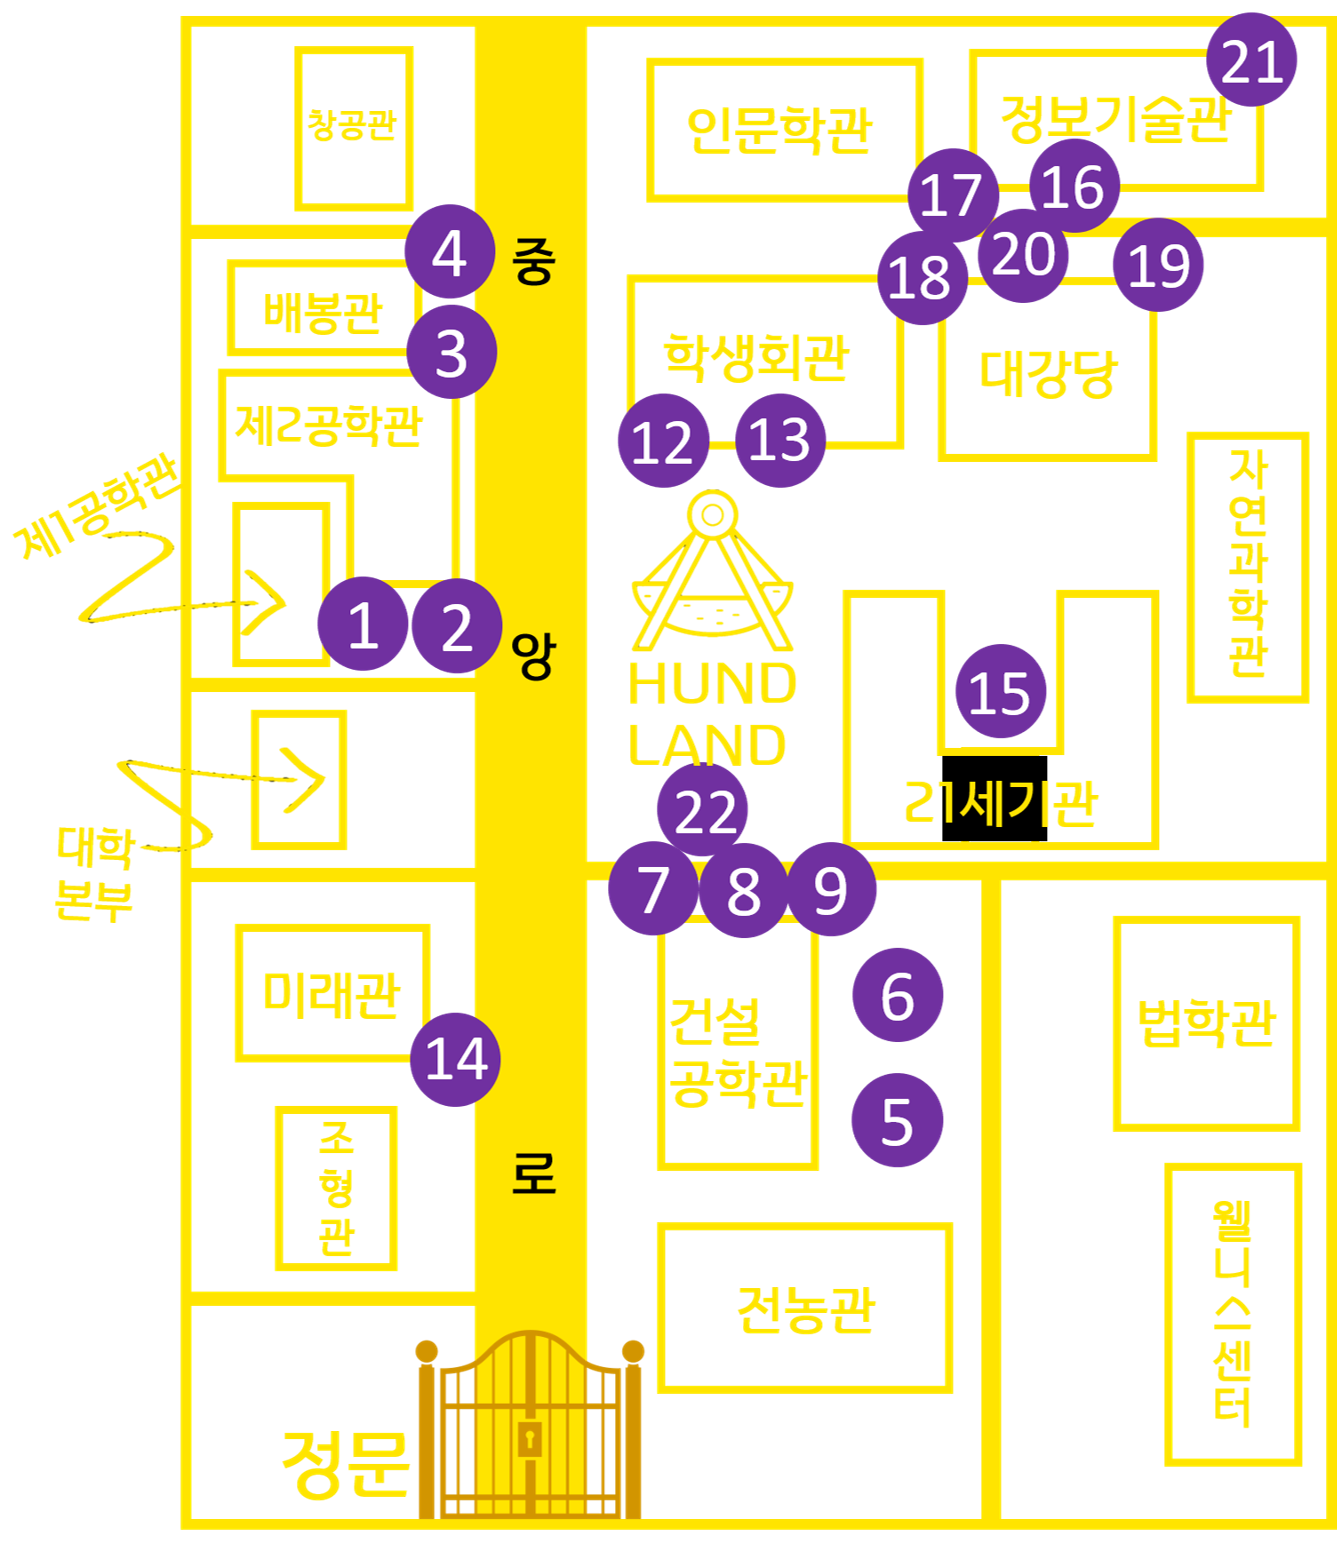 창공관
인문학관
정보기술관
21
17
16
4
중
20
19
18
배봉관
3
학생회관
대강당
제2공학관
12
13
제1공학관
자연과학관
1
2
앙
HUND
LAND
15
21세기관
22
대학
본부
7
8
9
미래관
6
건설
공학관
법학관
14
5
조형관
로
웰니스센터
전농관
정문